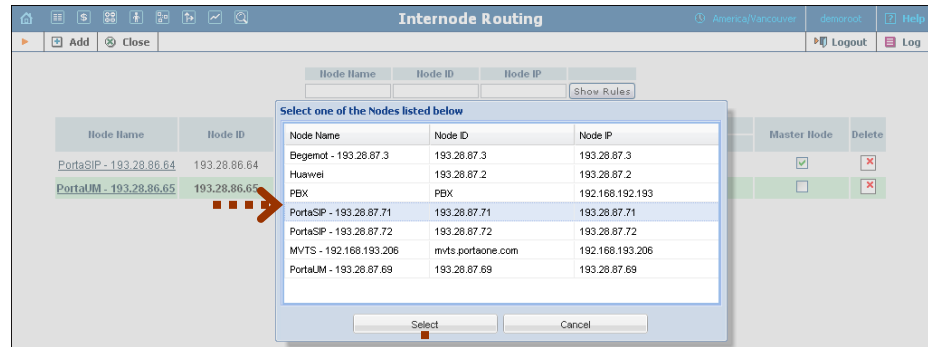 Internode Routing
America/Vancouver
demoroot
? Help
Add
Close
Logout
Log
Node Name Node ID Node IP
Show Rules
Node Name Node ID Master Node Delete
PortaSIP - 193.28.86.64 193.28.86.64
PortaUM - 193.28.86.65 193.28.86.65
Select one of the Nodes listed below
Node Name Node ID Node IP
Begemot - 193.28.87.3 193.28.87.3 193.28.87.3
Huawei 193.28.87.2 193.28.87.2
PBX PBX 192.168.192.193
PortaSIP - 193.28.87.71 193.28.87.71 193.28.87.71
PortaSIP - 193.28.87.72 193.28.87.72 193.28.87.72
MVTS - 192.168.193.206 mvts.portaone.com 192.168.193.206
PortaUM - 193.28.87.69 193.28.87.69 193.28.87.69
Select Cancel